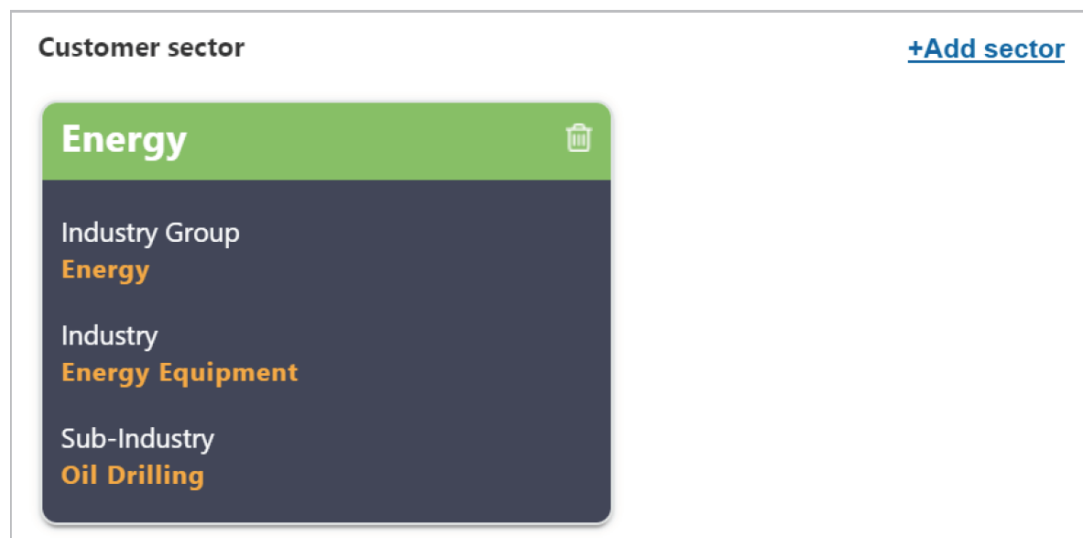 Customer sector
+Add sector
Energy
Industry Group
Energy
Industry
Energy Equipment
Sub-Industry
Oil Drilling